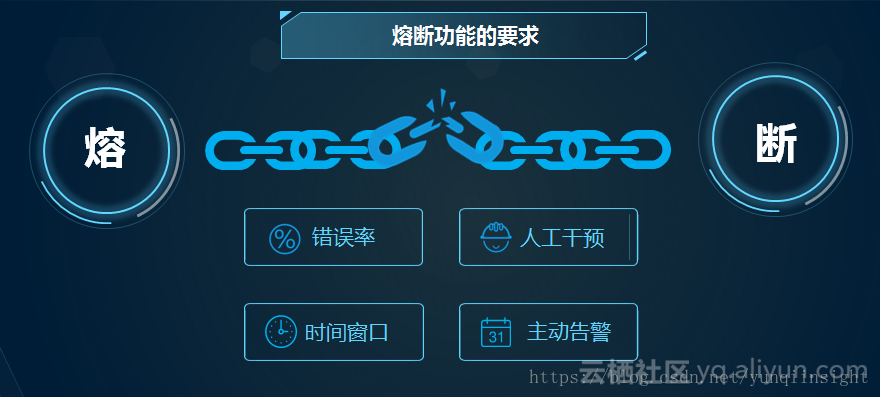 熔断功能的要求
熔
断
错误率
人工干预
时间窗口
31
主动告警
云栖社区 yq.aliyun.com
https://blog.csdn.net/yunqiinsight